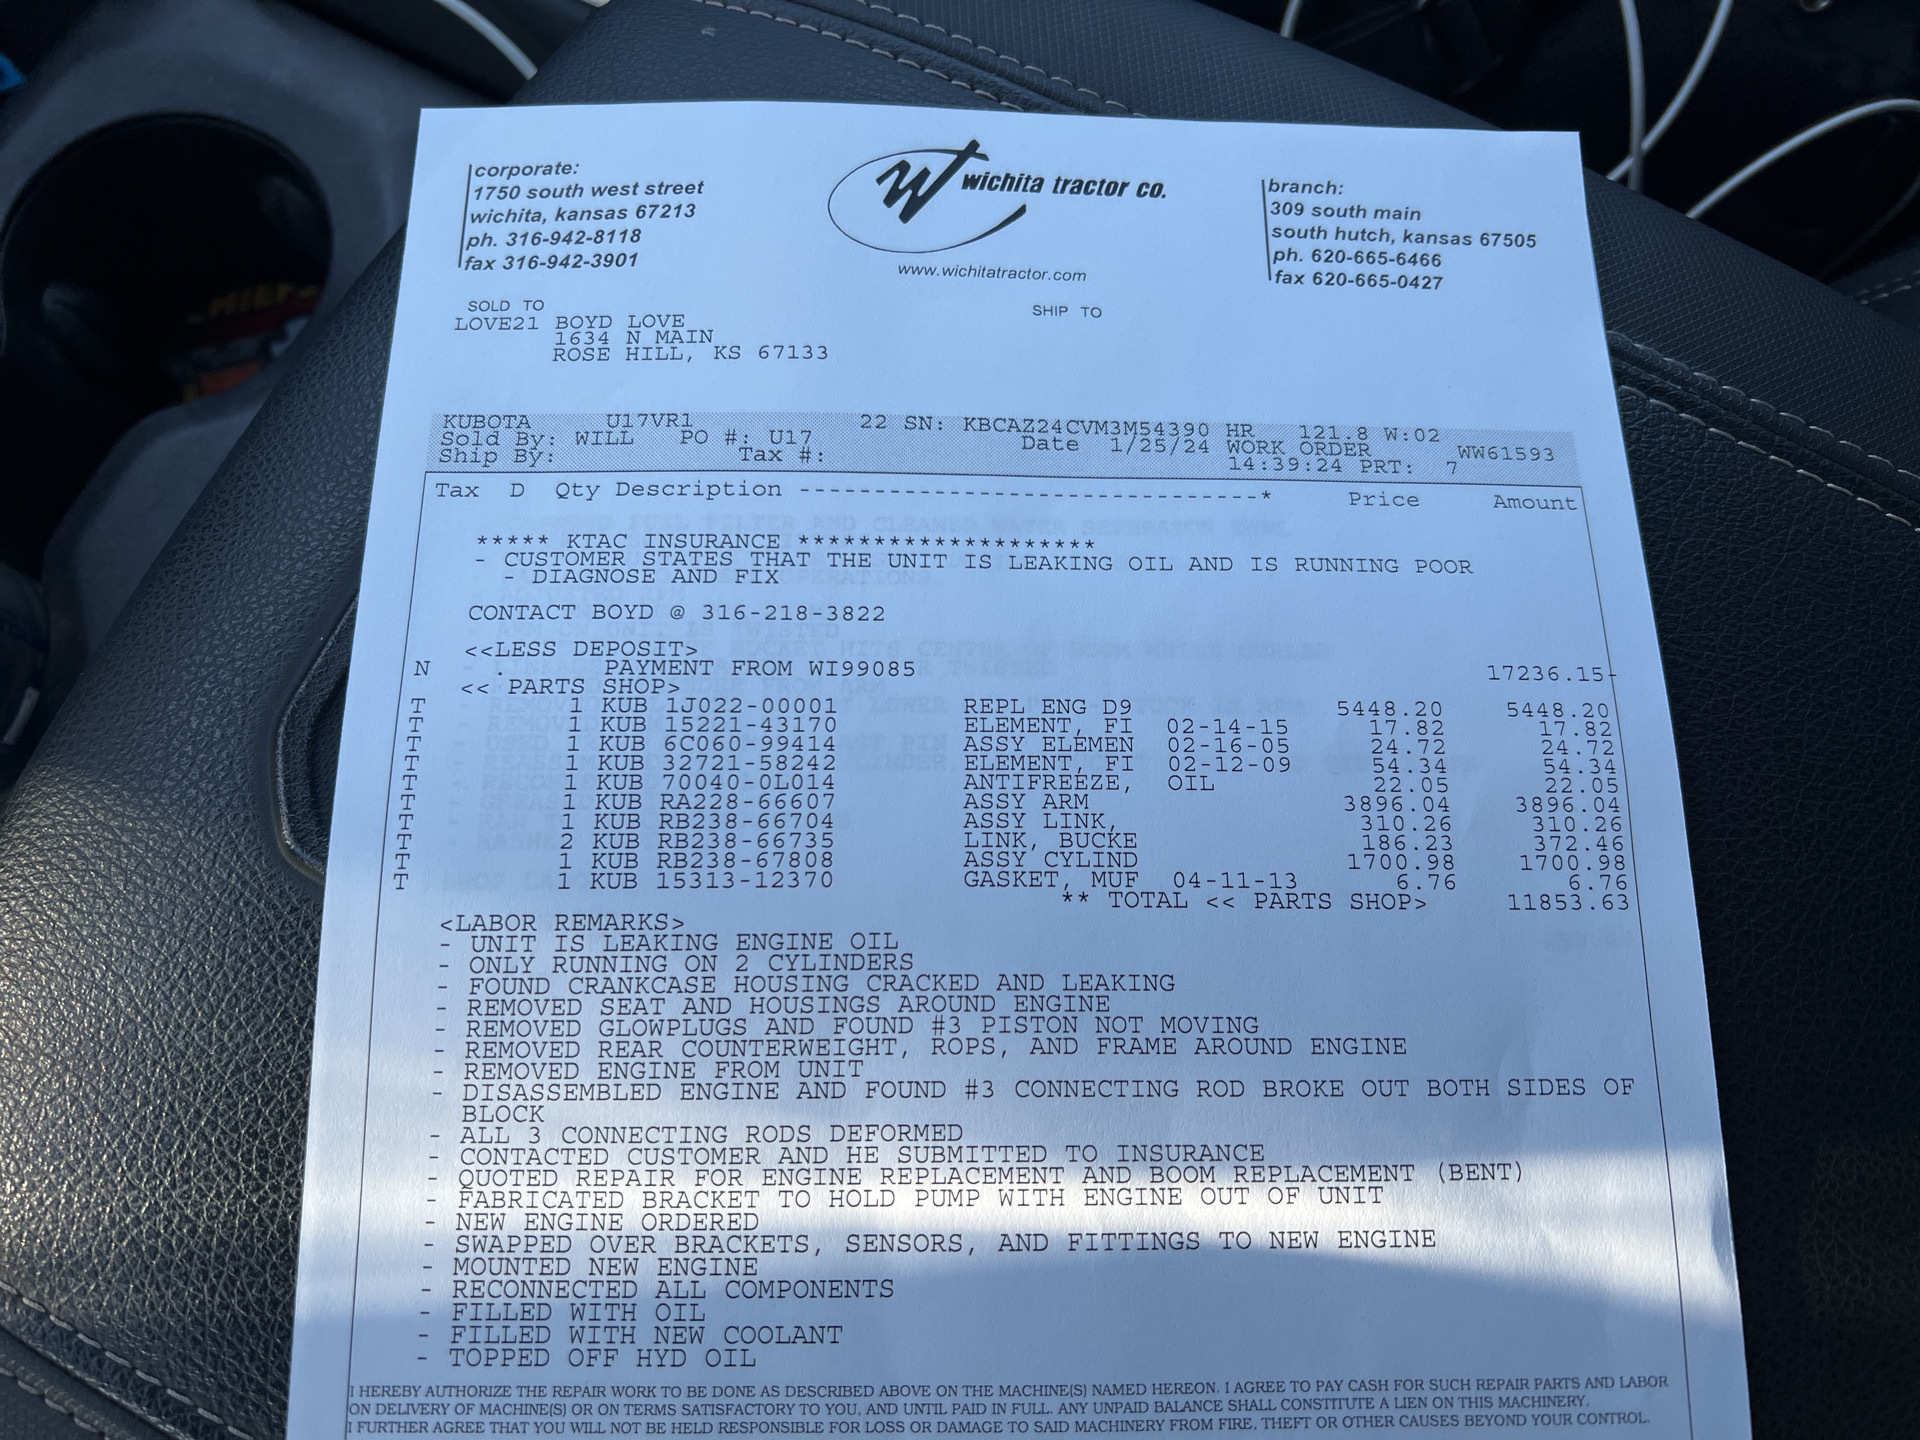 corporate:
1750 south west street
wichita, kansas 67213
ph. 316-942-8118
fax 316-942-3901
wichita tractor co.
www.wichitatractor.com
branch:
309 south main
south hutch, kansas 67505
ph. 620-665-6466
fax 620-665-0427
SOLD TO
SHIP TO
LOVE21 BOYD LOVE
1634 N MAIN
ROSE HILL, KS 67133
KUBOTA U17VR1 22 SN: KBCAZ24CVM3M54390 HR 121.8 W:02
Sold By: WILL PO #: U17 Date 1/25/24 WORK ORDER WW61593
Ship By: Tax #: 14:39:24 PRT: 7
Tax D Qty Description -------------------------------* Price Amount
***** KTAC INSURANCE ********************
- CUSTOMER STATES THAT THE UNIT IS LEAKING OIL AND IS RUNNING POOR
- DIAGNOSE AND FIX
CONTACT BOYD @ 316-218-3822
<<LESS DEPOSIT>
N . PAYMENT FROM WI99085 17236.15-
<< PARTS SHOP>
T 1 KUB 1J022-00001 REPL ENG D9 5448.20 5448.20
T 1 KUB 15221-43170 ELEMENT, FI 02-14-15 17.82 17.82
T 1 KUB 6C060-99414 ASSY ELEMEN 02-16-05 24.72 24.72
T 1 KUB 32721-58242 ELEMENT, FI 02-12-09 54.34 54.34
T 1 KUB 70040-0L014 ANTIFREEZE, OIL 22.05 22.05
T 1 KUB RA228-66607 ASSY ARM 3896.04 3896.04
T 1 KUB RB238-66704 ASSY LINK, 310.26 310.26
T 2 KUB RB238-66735 LINK, BUCKE 186.23 372.46
T 1 KUB RB238-67808 ASSY CYLIND 1700.98 1700.98
T 1 KUB 15313-12370 GASKET, MUF 04-11-13 6.76 6.76
** TOTAL << PARTS SHOP> 11853.63
<LABOR REMARKS>
- UNIT IS LEAKING ENGINE OIL
- ONLY RUNNING ON 2 CYLINDERS
- FOUND CRANKCASE HOUSING CRACKED AND LEAKING
- REMOVED SEAT AND HOUSINGS AROUND ENGINE
- REMOVED GLOWPLUGS AND FOUND #3 PISTON NOT MOVING
- REMOVED REAR COUNTERWEIGHT, ROPS, AND FRAME AROUND ENGINE
- REMOVED ENGINE FROM UNIT
- DISASSEMBLED ENGINE AND FOUND #3 CONNECTING ROD BROKE OUT BOTH SIDES OF
BLOCK
- ALL 3 CONNECTING RODS DEFORMED
- CONTACTED CUSTOMER AND HE SUBMITTED TO INSURANCE
- QUOTED REPAIR FOR ENGINE REPLACEMENT AND BOOM REPLACEMENT (BENT)
- FABRICATED BRACKET TO HOLD PUMP WITH ENGINE OUT OF UNIT
- NEW ENGINE ORDERED
- SWAPPED OVER BRACKETS, SENSORS, AND FITTINGS TO NEW ENGINE
- MOUNTED NEW ENGINE
- RECONNECTED ALL COMPONENTS
- FILLED WITH OIL
- FILLED WITH NEW COOLANT
- TOPPED OFF HYD OIL
I HEREBY AUTHORIZE THE REPAIR WORK TO BE DONE AS DESCRIBED ABOVE ON THE MACHINE(S) NAMED HEREON. I AGREE TO PAY CASH FOR SUCH REPAIR PARTS AND LABOR
ON DELIVERY OF MACHINE(S) OR ON TERMS SATISFACTORY TO YOU, AND UNTIL PAID IN FULL. ANY UNPAID BALANCE SHALL CONSTITUTE A LIEN ON THIS MACHINERY.
I FURTHER AGREE THAT YOU WILL NOT BE HELD RESPONSIBLE FOR LOSS OR DAMAGE TO SAID MACHINERY FROM FIRE, THEFT OR OTHER CAUSES BEYOND YOUR CONTROL.